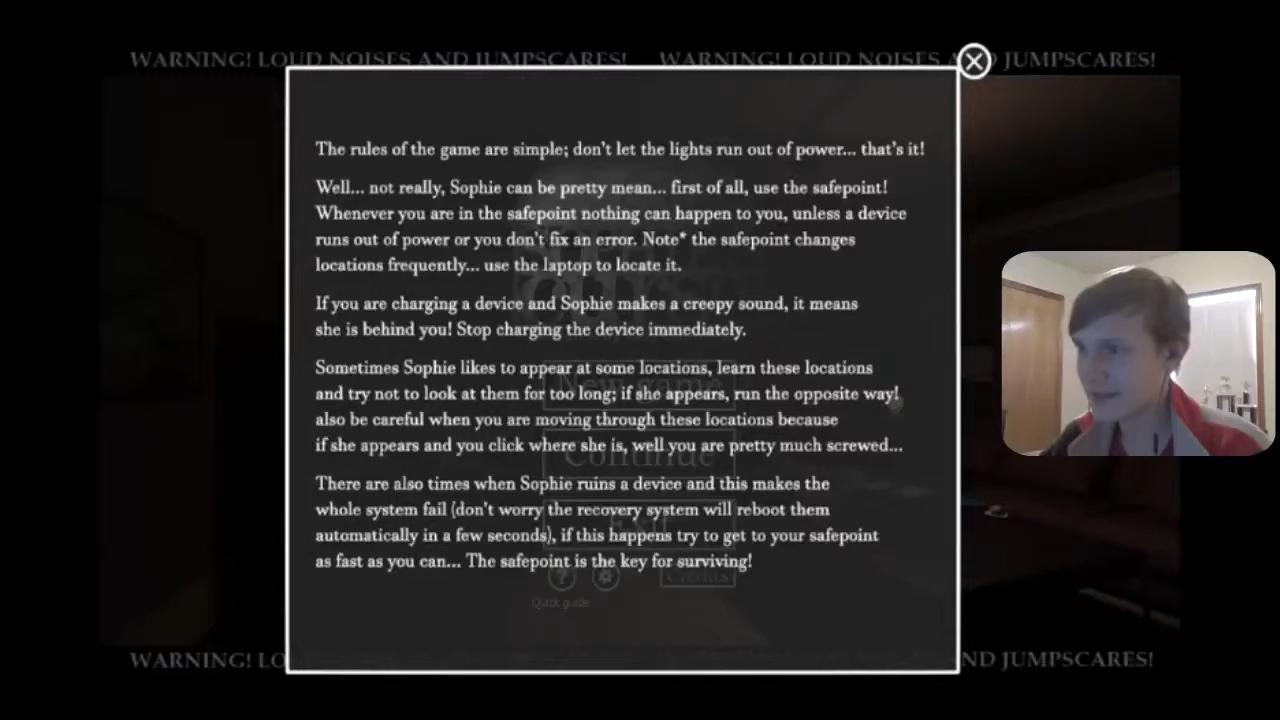 WARNING! LOUD NOISES AND JUMPSCARES! WARNING! LOUD NOISES AND JUMPSCARES!
The rules of the game are simple; don't let the lights run out of power... that's it!
Well... not really, Sophie can be pretty mean... first of all, use the safepoint!
Whenever you are in the safepoint nothing can happen to you, unless a device
runs out of power or you don't fix an error. Note* the safepoint changes
locations frequently... use the laptop to locate it.
If you are charging a device and Sophie makes a creepy sound, it means
she is behind you! Stop charging the device immediately.
Sometimes Sophie likes to appear at some locations, learn these locations
and try not to look at them for too long; if she appears, run the opposite way!
also be careful when you are moving through these locations because
if she appears and you click where she is, well you are pretty much screwed...
There are also times when Sophie ruins a device and this makes the
whole system fail (don't worry the recovery system will reboot them
automatically in a few seconds), if this happens try to get to your safepoint
as fast as you can... The safepoint is the key for surviving!
New game
Continue
Exit
? Credits
Quick guide
WARNING! LO ND JUMPSCARES!